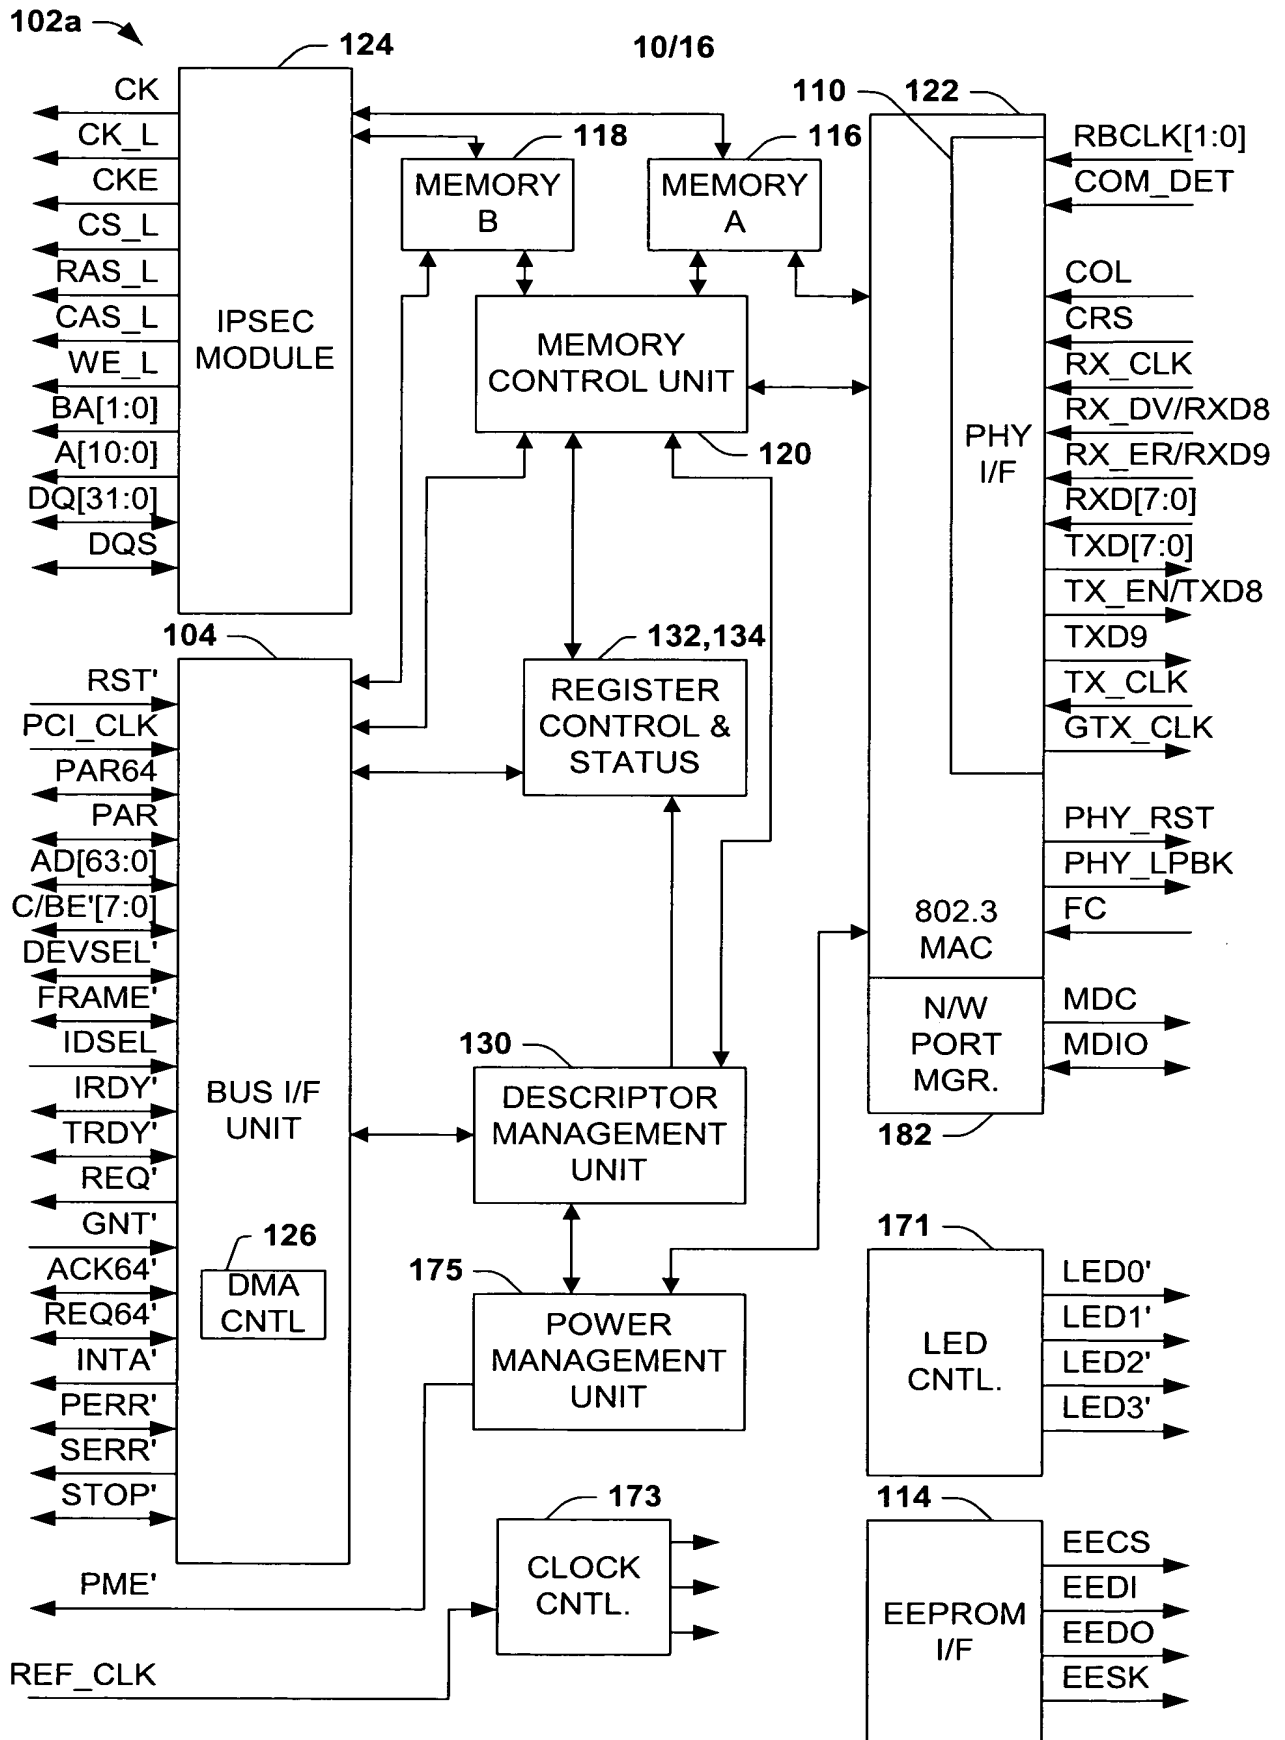 102a
10/16
124
CK
CK_L
CKE
CS_L
RAS_L
CAS_L
WE_L
BA[1:0]
A[10:0]
DQ[31:0]
DQS
IPSEC
MODULE
118
MEMORY
B
116
MEMORY
A
MEMORY
CONTROL UNIT
120
110
122
PHY
I/F
802.3
MAC
RBCLK[1:0]
COM_DET
COL
CRS
RX_CLK
RX_DV/RXD8
RX_ER/RXD9
RXD[7:0]
TXD[7:0]
TX_EN/TXD8
TXD9
TX_CLK
GTX_CLK
PHY_RST
PHY_LPBK
FC
N/W
PORT
MGR.
182
MDC
MDIO
104
RST'
PCI_CLK
PAR64
PAR
AD[63:0]
C/BE'[7:0]
DEVSEL'
FRAME'
IDSEL
IRDY'
TRDY'
REQ'
GNT'
ACK64'
REQ64'
INTA'
PERR'
SERR'
STOP'
BUS I/F
UNIT
126
DMA
CNTL
132,134
REGISTER
CONTROL &
STATUS
130
DESCRIPTOR
MANAGEMENT
UNIT
175
POWER
MANAGEMENT
UNIT
PME'
REF_CLK
173
CLOCK
CNTL.
171
LED
CNTL.
LED0'
LED1'
LED2'
LED3'
114
EEPROM
I/F
EECS
EEDI
EEDO
EESK